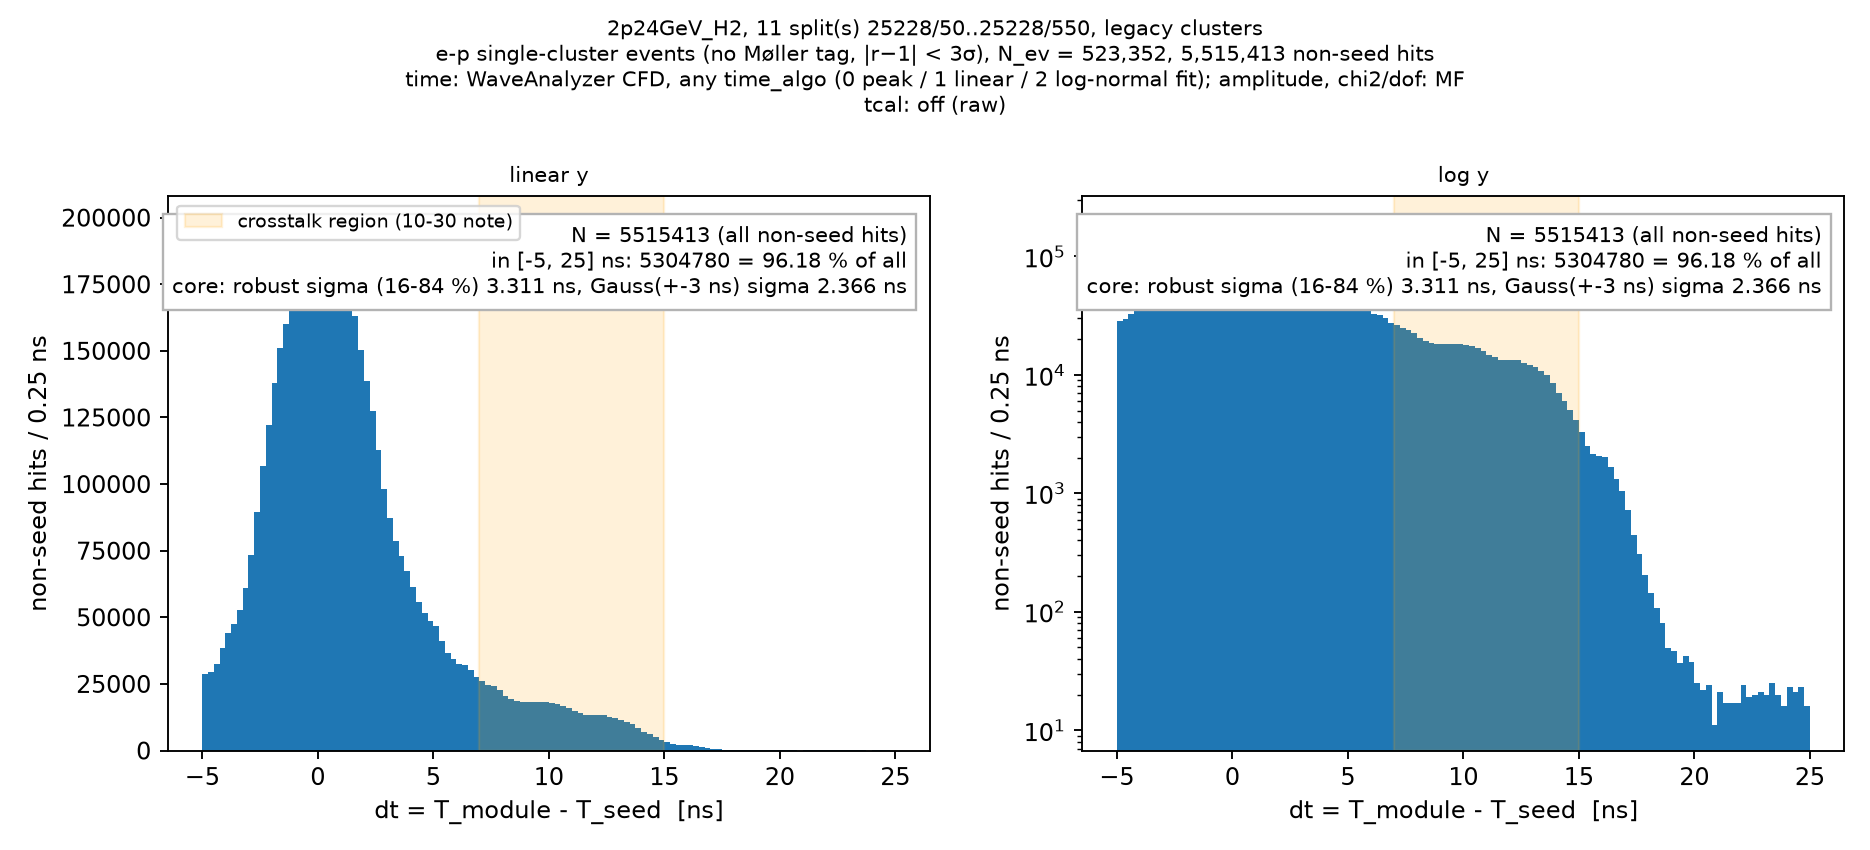 2p24GeV_H2, 11 split(s) 25228/50..25228/550, legacy clusters
e-p single-cluster events (no Møller tag, |r−1| < 3σ), N_ev = 523,352, 5,515,413 non-seed hits
time: WaveAnalyzer CFD, any time_algo (0 peak / 1 linear / 2 log-normal fit); amplitude, chi2/dof: MF
tcal: off (raw)
linear y
200000
175000
150000
125000
100000
75000
50000
25000
0
non-seed hits / 0.25 ns
crosstalk region (10-30 note)
N = 5515413 (all non-seed hits)
in [-5, 25] ns: 5304780 = 96.18 % of all
core: robust sigma (16-84 %) 3.311 ns, Gauss(+-3 ns) sigma 2.366 ns
−5 0 5 10 15 20 25
dt = T_module - T_seed [ns]
log y
10⁵
10⁴
10³
10²
10¹
non-seed hits / 0.25 ns
N = 5515413 (all non-seed hits)
in [-5, 25] ns: 5304780 = 96.18 % of all
core: robust sigma (16-84 %) 3.311 ns, Gauss(+-3 ns) sigma 2.366 ns
−5 0 5 10 15 20 25
dt = T_module - T_seed [ns]